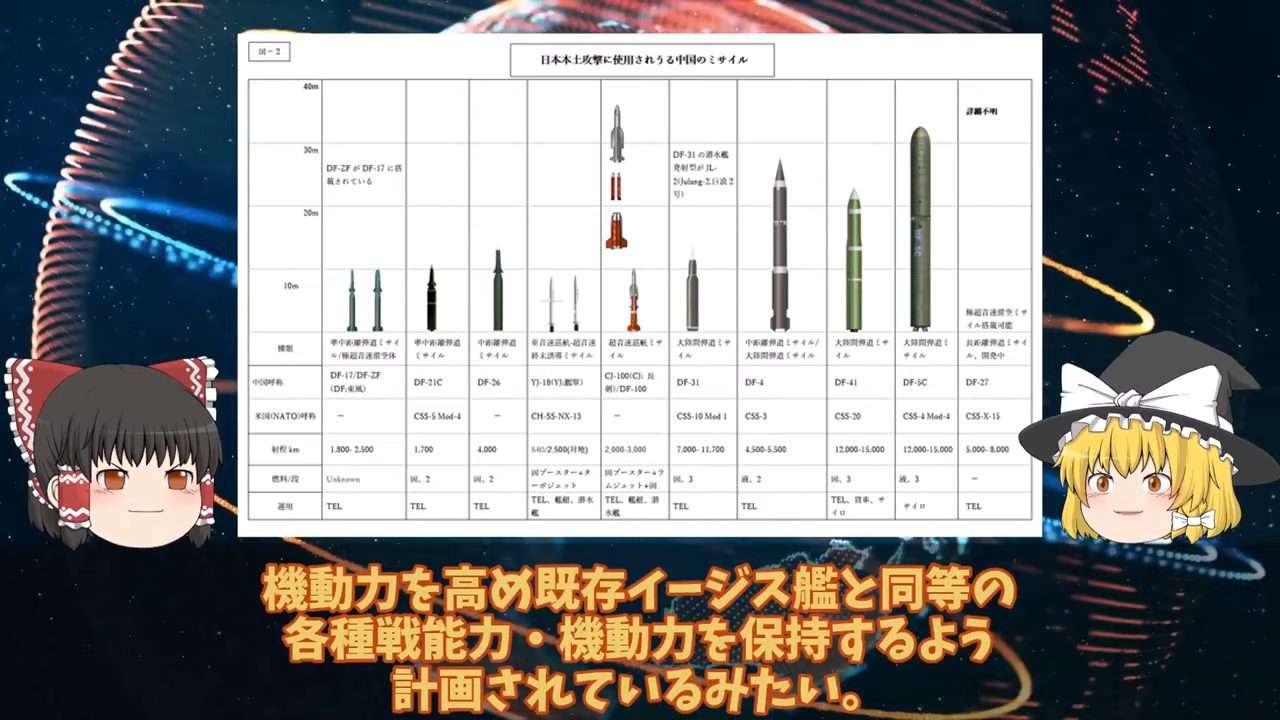 図－2
日本本土攻撃に使用されうる中国のミサイル
40m
30m
20m
10m
DF-ZF が DF-17 に搭
載されている
DF-31 の潜水艦
発射型が JL-
2(Julang-2.巨浪 2
号)
詳細不明
極超音速滑空ミサ
イル搭載可能
種類
準中距離弾道ミサイ
ル/極超音速滑空体
準中距離弾道
ミサイル
中距離弾道
ミサイル
亜音速巡航-超音速
終末誘導ミサイル
超音速巡航ミサ
イル
大陸間弾道ミサ
イル
中距離弾道ミサイル/
大陸間弾道ミサイル
大陸間弾道ミサ
イル
大陸間弾道ミ
サイル
長距離弾道ミサイ
ル、開発中
中国呼称
DF-17/DF-ZF
(DF:東風)
DF-21C
DF-26
YJ-18(YJ:鷹撃)
CJ-100(CJ: 長
剣)/DF-100
DF-31
DF-4
DF-41
DF-5C
DF-27
米国(NATO)呼称
－
CSS-5 Mod-4
－
CH-SS-NX-13
－
CSS-10 Mod 1
CSS-3
CSS-20
CSS-4 Mod-4
CSS-X-15
射程 km
1,800- 2,500
1,700
4,000
540/2,500(対地)
2,000-3,000
7,000- 11,700
4,500-5,500
12,000-15,000
12,000-15,000
5,000- 8,000
燃料/段
Unknown
固、2
固、2
固ブースター+タ
ーボジェット
固ブースター+ラ
ムジェット+固
固、3
液、2
固、3
液、3
－
運用
TEL
TEL
TEL
TEL、艦艇、潜水
艦
TEL、艦艇、潜
水艦
TEL
TEL
TEL、貨車、サ
イロ
サイロ
TEL
機動力を高め既存イージス艦と同等の
各種戦能力・機動力を保持するよう
計画されているみたい。